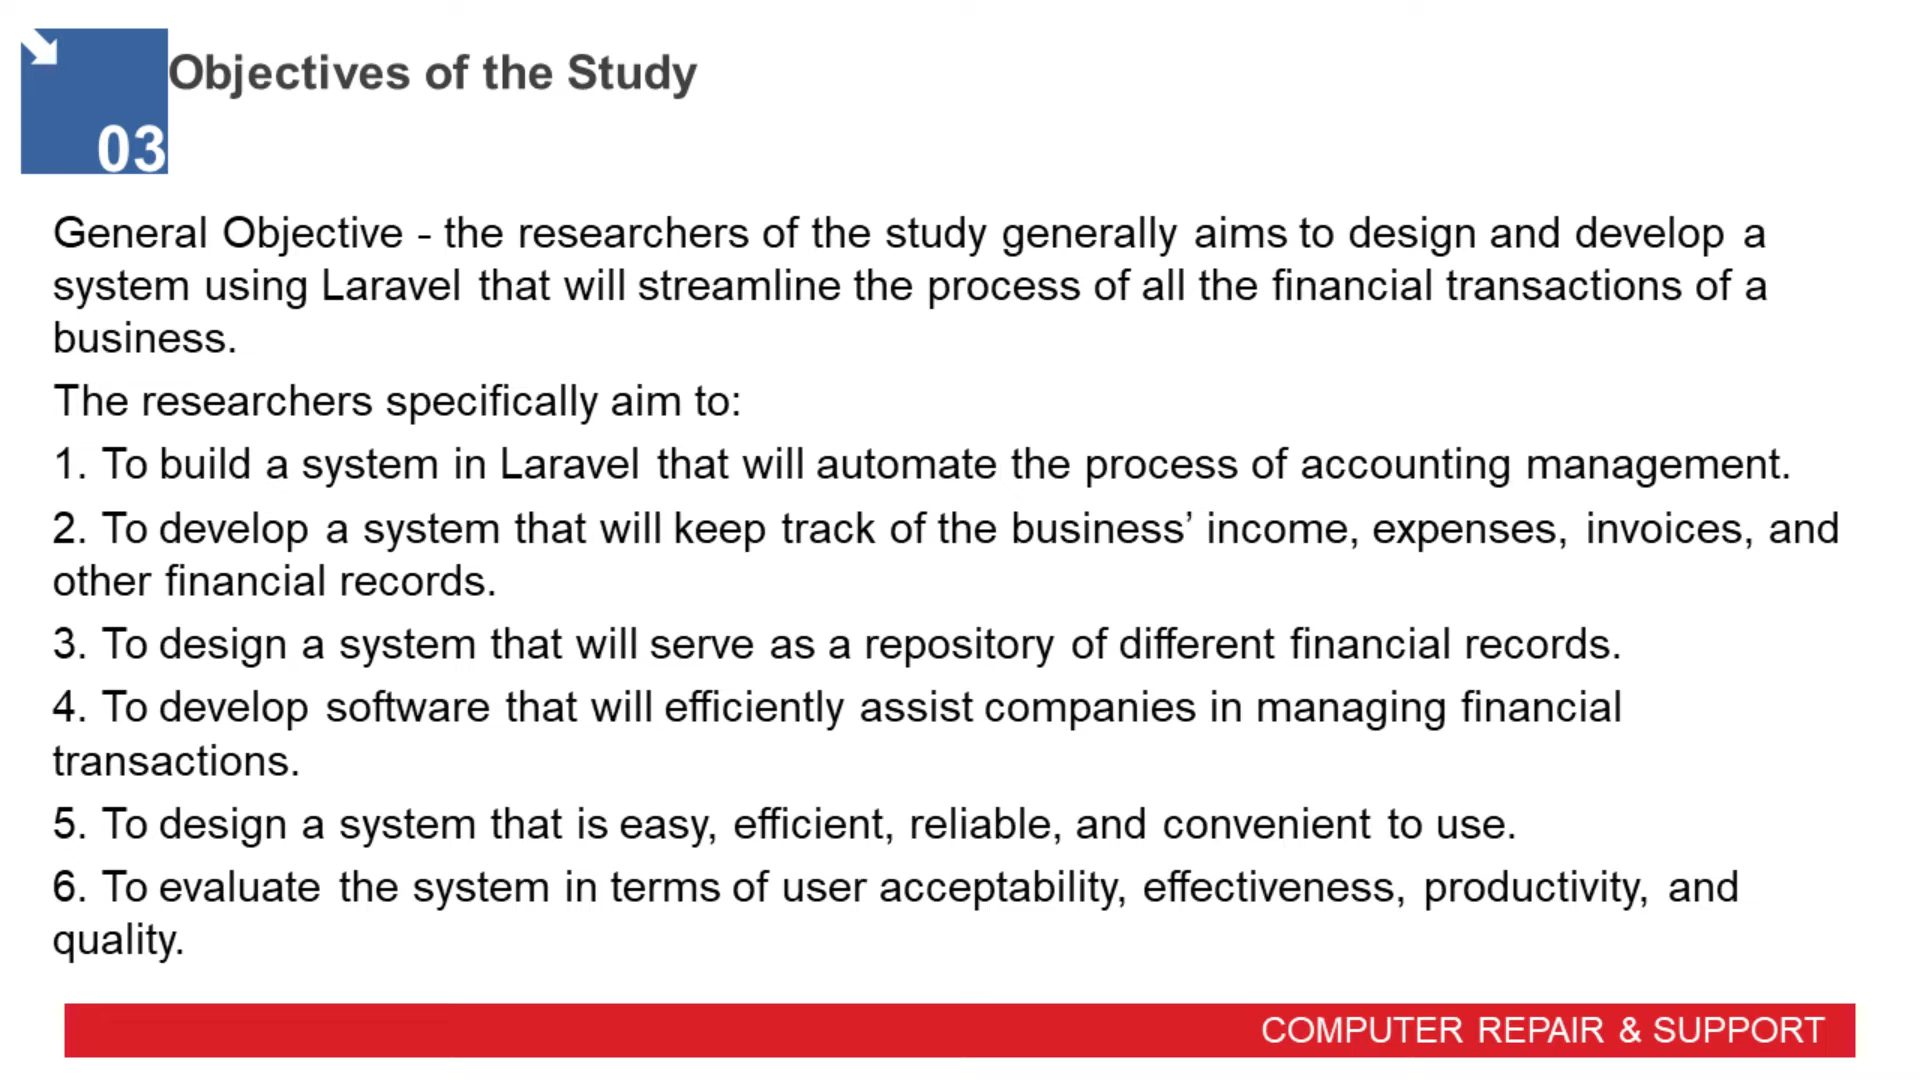 Objectives of the Study
03
General Objective - the researchers of the study generally aims to design and develop a
system using Laravel that will streamline the process of all the financial transactions of a
business.
The researchers specifically aim to:
1. To build a system in Laravel that will automate the process of accounting management.
2. To develop a system that will keep track of the business’ income, expenses, invoices, and
other financial records.
3. To design a system that will serve as a repository of different financial records.
4. To develop software that will efficiently assist companies in managing financial
transactions.
5. To design a system that is easy, efficient, reliable, and convenient to use.
6. To evaluate the system in terms of user acceptability, effectiveness, productivity, and
quality.
COMPUTER REPAIR & SUPPORT